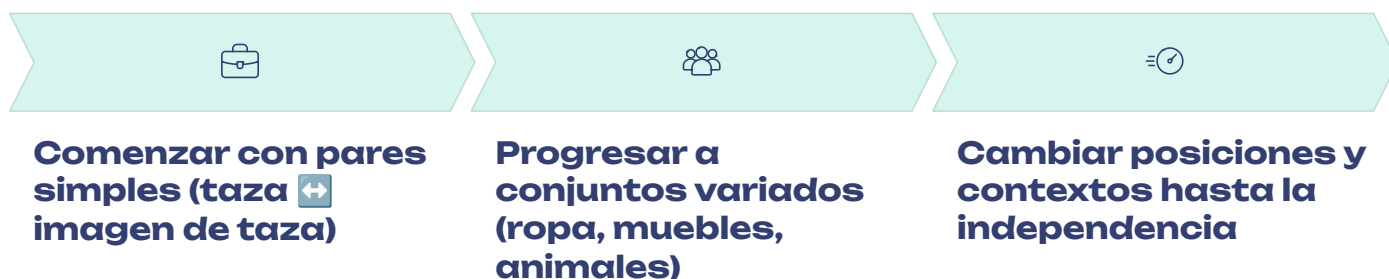 Comenzar con pares
simples (taza ↔️
imagen de taza)
Progresar a
conjuntos variados
(ropa, muebles,
animales)
Cambiar posiciones y
contextos hasta la
independencia